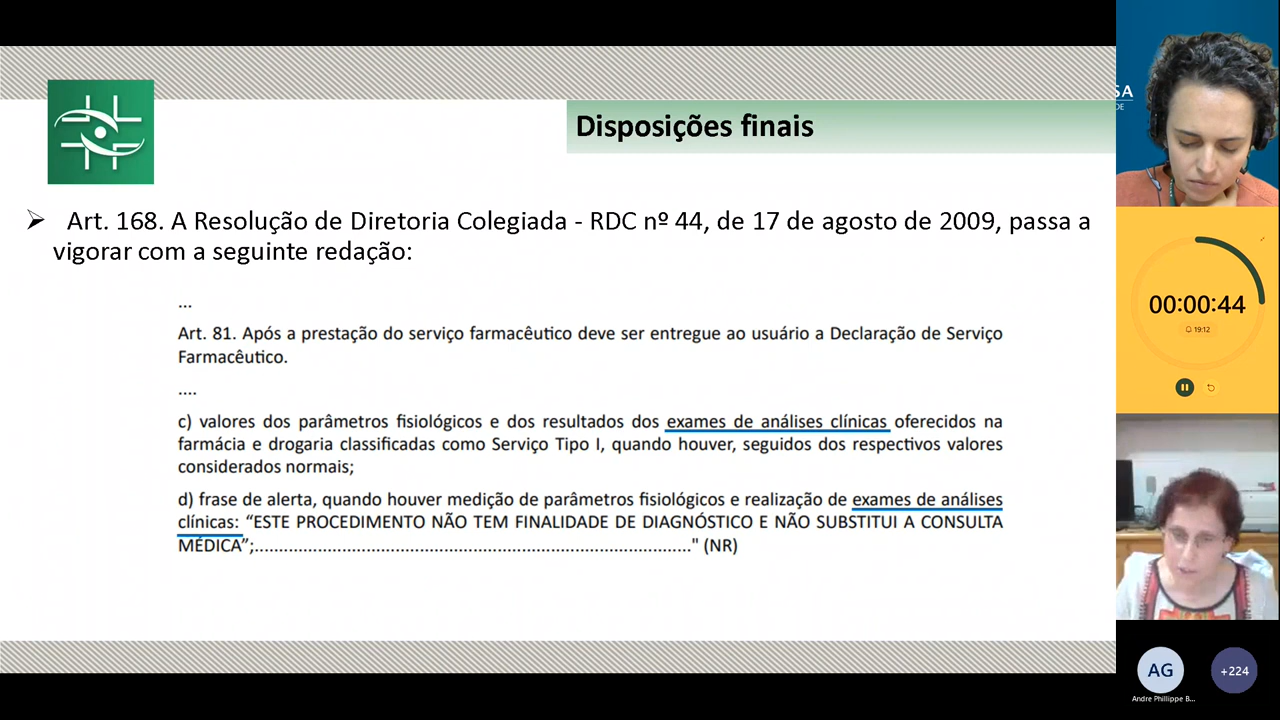 Disposições finais
Art. 168. A Resolução de Diretoria Colegiada - RDC nº 44, de 17 de agosto de 2009, passa a
vigorar com a seguinte redação:
...
Art. 81. Após a prestação do serviço farmacêutico deve ser entregue ao usuário a Declaração de Serviço
Farmacêutico.
....
c) valores dos parâmetros fisiológicos e dos resultados dos exames de análises clínicas oferecidos na
farmácia e drogaria classificadas como Serviço Tipo I, quando houver, seguidos dos respectivos valores
considerados normais;
d) frase de alerta, quando houver medição de parâmetros fisiológicos e realização de exames de análises
clínicas: “ESTE PROCEDIMENTO NÃO TEM FINALIDADE DE DIAGNÓSTICO E NÃO SUBSTITUI A CONSULTA
MÉDICA”;........................................................................................." (NR)
SA
DE
00:00:44
19:12
AG
+224
Andre Phillippe B...